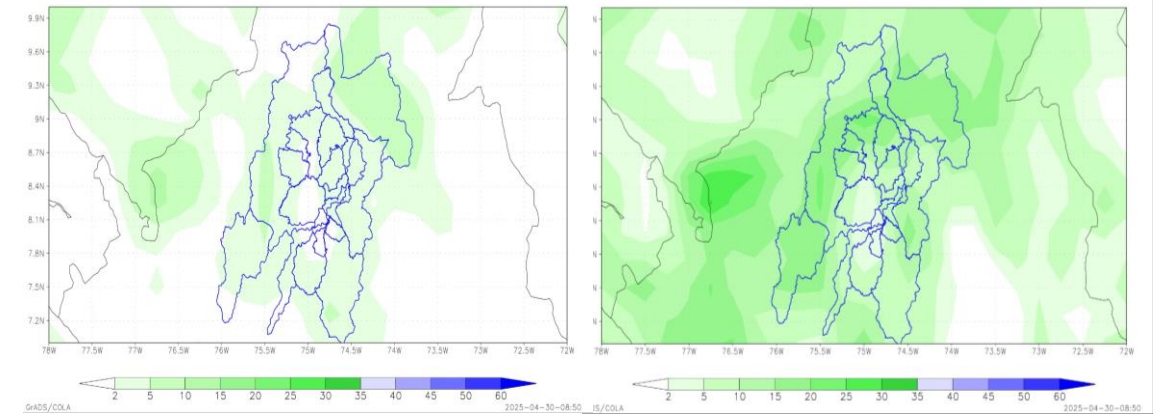 9.9N
9.6N
9.3N
9N
8.7N
8.4N
8.1N
7.8N
7.5N
7.2N
78W 77.5W 77W 76.5W 76W 75.5W 75W 74.5W 74W 73.5W 73W 72.5W 72W
2 5 10 15 20 25 30 35 40 45 50 60
GrADS/COLA 2025-04-30-08:50
N
N
N
N
N
N
N
N
N
N
78W 77.5W 77W 76.5W 76W 75.5W 75W 74.5W 74W 73.5W 73W 72.5W 72W
2 5 10 15 20 25 30 35 40 45 50 60
IS/COLA 2025-04-30-08:50